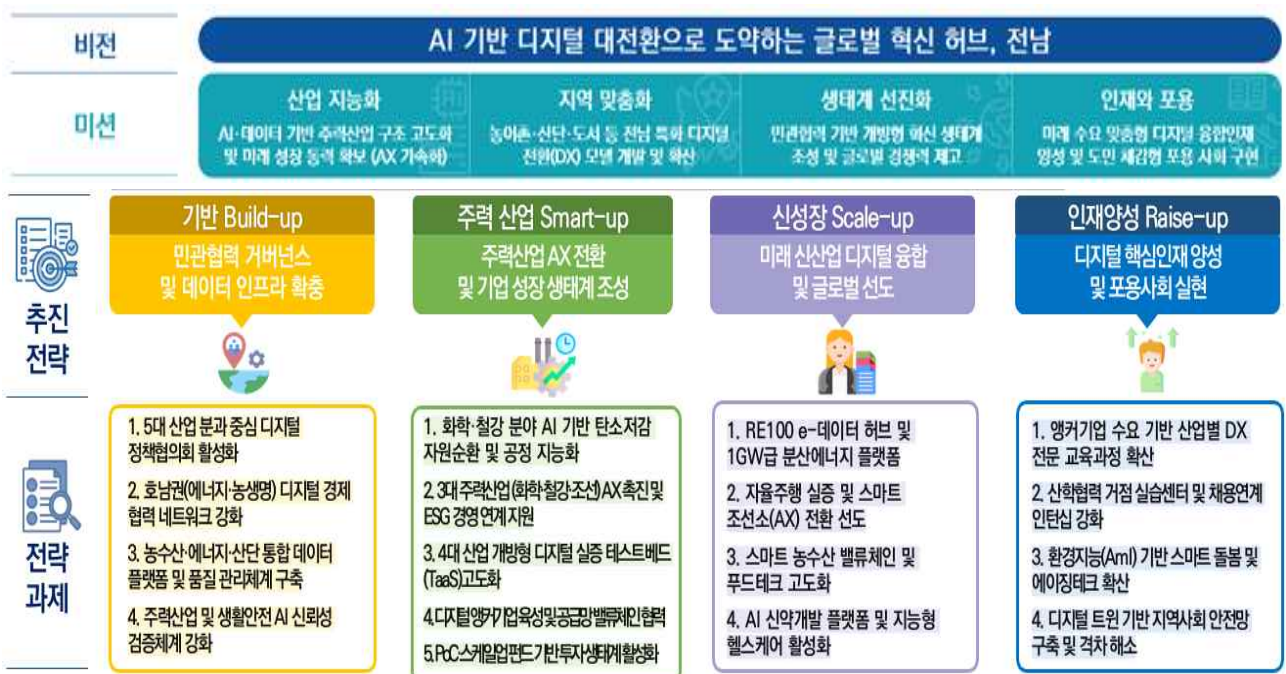 비전
AI 기반 디지털 대전환으로 도약하는 글로벌 혁신 허브, 전남
미션
산업 지능화
AI·데이터 기반 주력산업 구조 고도화
및 미래 성장 동력 확보 (AX 가속화)
지역 맞춤화
농어촌·산단·도서 등 전남 특화 디지털
전환(DX) 모델 개발 및 확산
생태계 선진화
민관협력 기반 개방형 혁신 생태계
조성 및 글로벌 경쟁력 제고
인재와 포용
미래 수요 맞춤형 디지털 융합인재
양성 및 도민 체감형 포용 사회 구현
추진
전략
기반 Build-up
민관협력 거버넌스
및 데이터 인프라 확충
주력 산업 Smart-up
주력산업 AX 전환
및 기업 성장 생태계 조성
신성장 Scale-up
미래 신산업 디지털 융합
및 글로벌 선도
인재양성 Raise-up
디지털 핵심인재 양성
및 포용사회 실현
전략
과제
1. 5대 산업 분과 중심 디지털
정책협의회 활성화
2. 호남권(에너지·농생명) 디지털 경제
협력 네트워크 강화
3. 농수산·에너지·산단 통합 데이터
플랫폼 및 품질 관리체계 구축
4. 주력산업 및 생활안전 AI 신뢰성
검증체계 강화
1. 화학·철강 분야 AI 기반 탄소저감
자원순환 및 공정 지능화
2. 3대 주력산업(화학·철강·조선) AX 촉진 및
ESG 경영 연계 지원
3. 4대 산업 개방형 디지털 실증 테스트베드
(TaaS)고도화
4. 디지털 앵커기업 육성 및 공급망 밸류체인 협력
5. PoC·스케일업 펀드 기반 투자 생태계 활성화
1. RE100 e-데이터 허브 및
1GW급 분산에너지 플랫폼
2. 자율주행 실증 및 스마트
조선소(AX) 전환 선도
3. 스마트 농수산 밸류체인 및
푸드테크 고도화
4. AI 신약개발 플랫폼 및 지능형
헬스케어 활성화
1. 앵커기업 수요 기반 산업별 DX
전문 교육과정 확산
2. 산학협력 거점 실습센터 및 채용연계
인턴십 강화
3. 환경지능(AmI) 기반 스마트 돌봄 및
에이징테크 확산
4. 디지털 트윈 기반 지역사회 안전망
구축 및 격차 해소